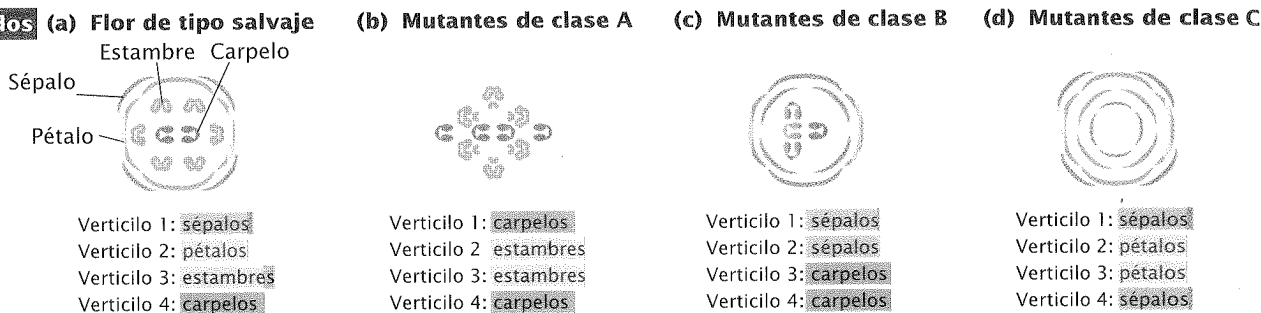 (a) Flor de tipo salvaje
Estambre Carpelo
Sépalo
Pétalo
Verticilo 1: sépalos
Verticilo 2: pétalos
Verticilo 3: estambres
Verticilo 4: carpelos
(b) Mutantes de clase A
Verticilo 1: carpelos
Verticilo 2 estambres
Verticilo 3: estambres
Verticilo 4: carpelos
(c) Mutantes de clase B
Verticilo 1: sépalos
Verticilo 2: sépalos
Verticilo 3: carpelos
Verticilo 4: carpelos
(d) Mutantes de clase C
Verticilo 1: sépalos
Verticilo 2: pétalos
Verticilo 3: pétalos
Verticilo 4: sépalos